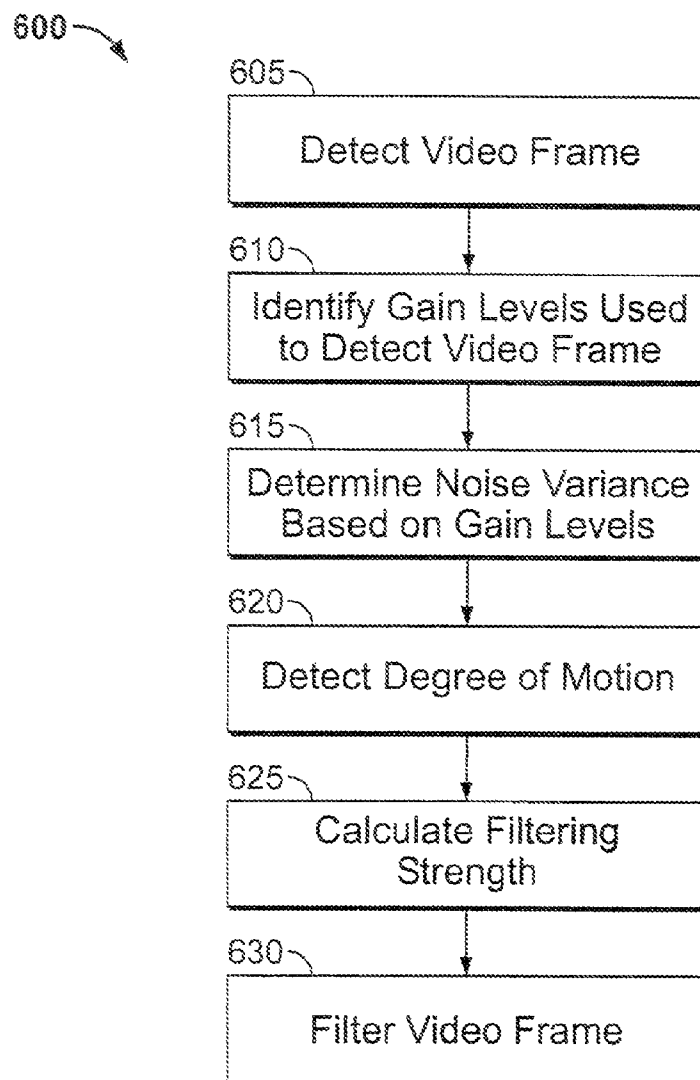 600
605
Detect Video Frame
610
Identify Gain Levels Used
to Detect Video Frame
615
Determine Noise Variance
Based on Gain Levels
620
Detect Degree of Motion
625
Calculate Filtering
Strength
630
Filter Video Frame